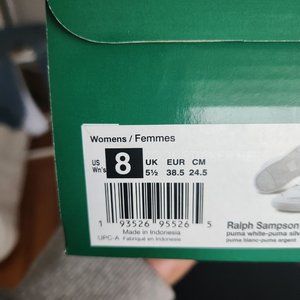 Womens / Femmes
US Wn's 8 UK 5½ EUR 38.5 CM 24.5
1 93526 95526 5
Made in Indonesia
UPC-A Fabriqué en Indonésie
Ralph Sampson
puma white-puma silv
puma blanc-puma argent